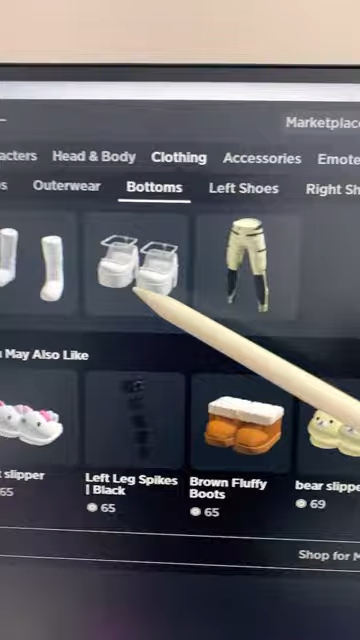 Marketplace
acters Head & Body Clothing Accessories Emote
s Outerwear Bottoms Left Shoes Right Sh
May Also Like
slipper
65
Left Leg Spikes
| Black
65
Brown Fluffy
Boots
65
bear slippe
69
Shop for M